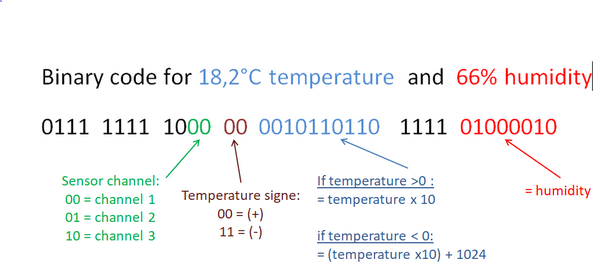 Binary code for 18,2°C temperature and 66% humidity
0111 1111 1000 00 0010110110 1111 01000010
Sensor channel:
00 = channel 1
01 = channel 2
10 = channel 3
Temperature signe:
00 = (+)
11 = (-)
If temperature >0 :
= temperature x 10
if temperature < 0:
= (temperature x10) + 1024
= humidity